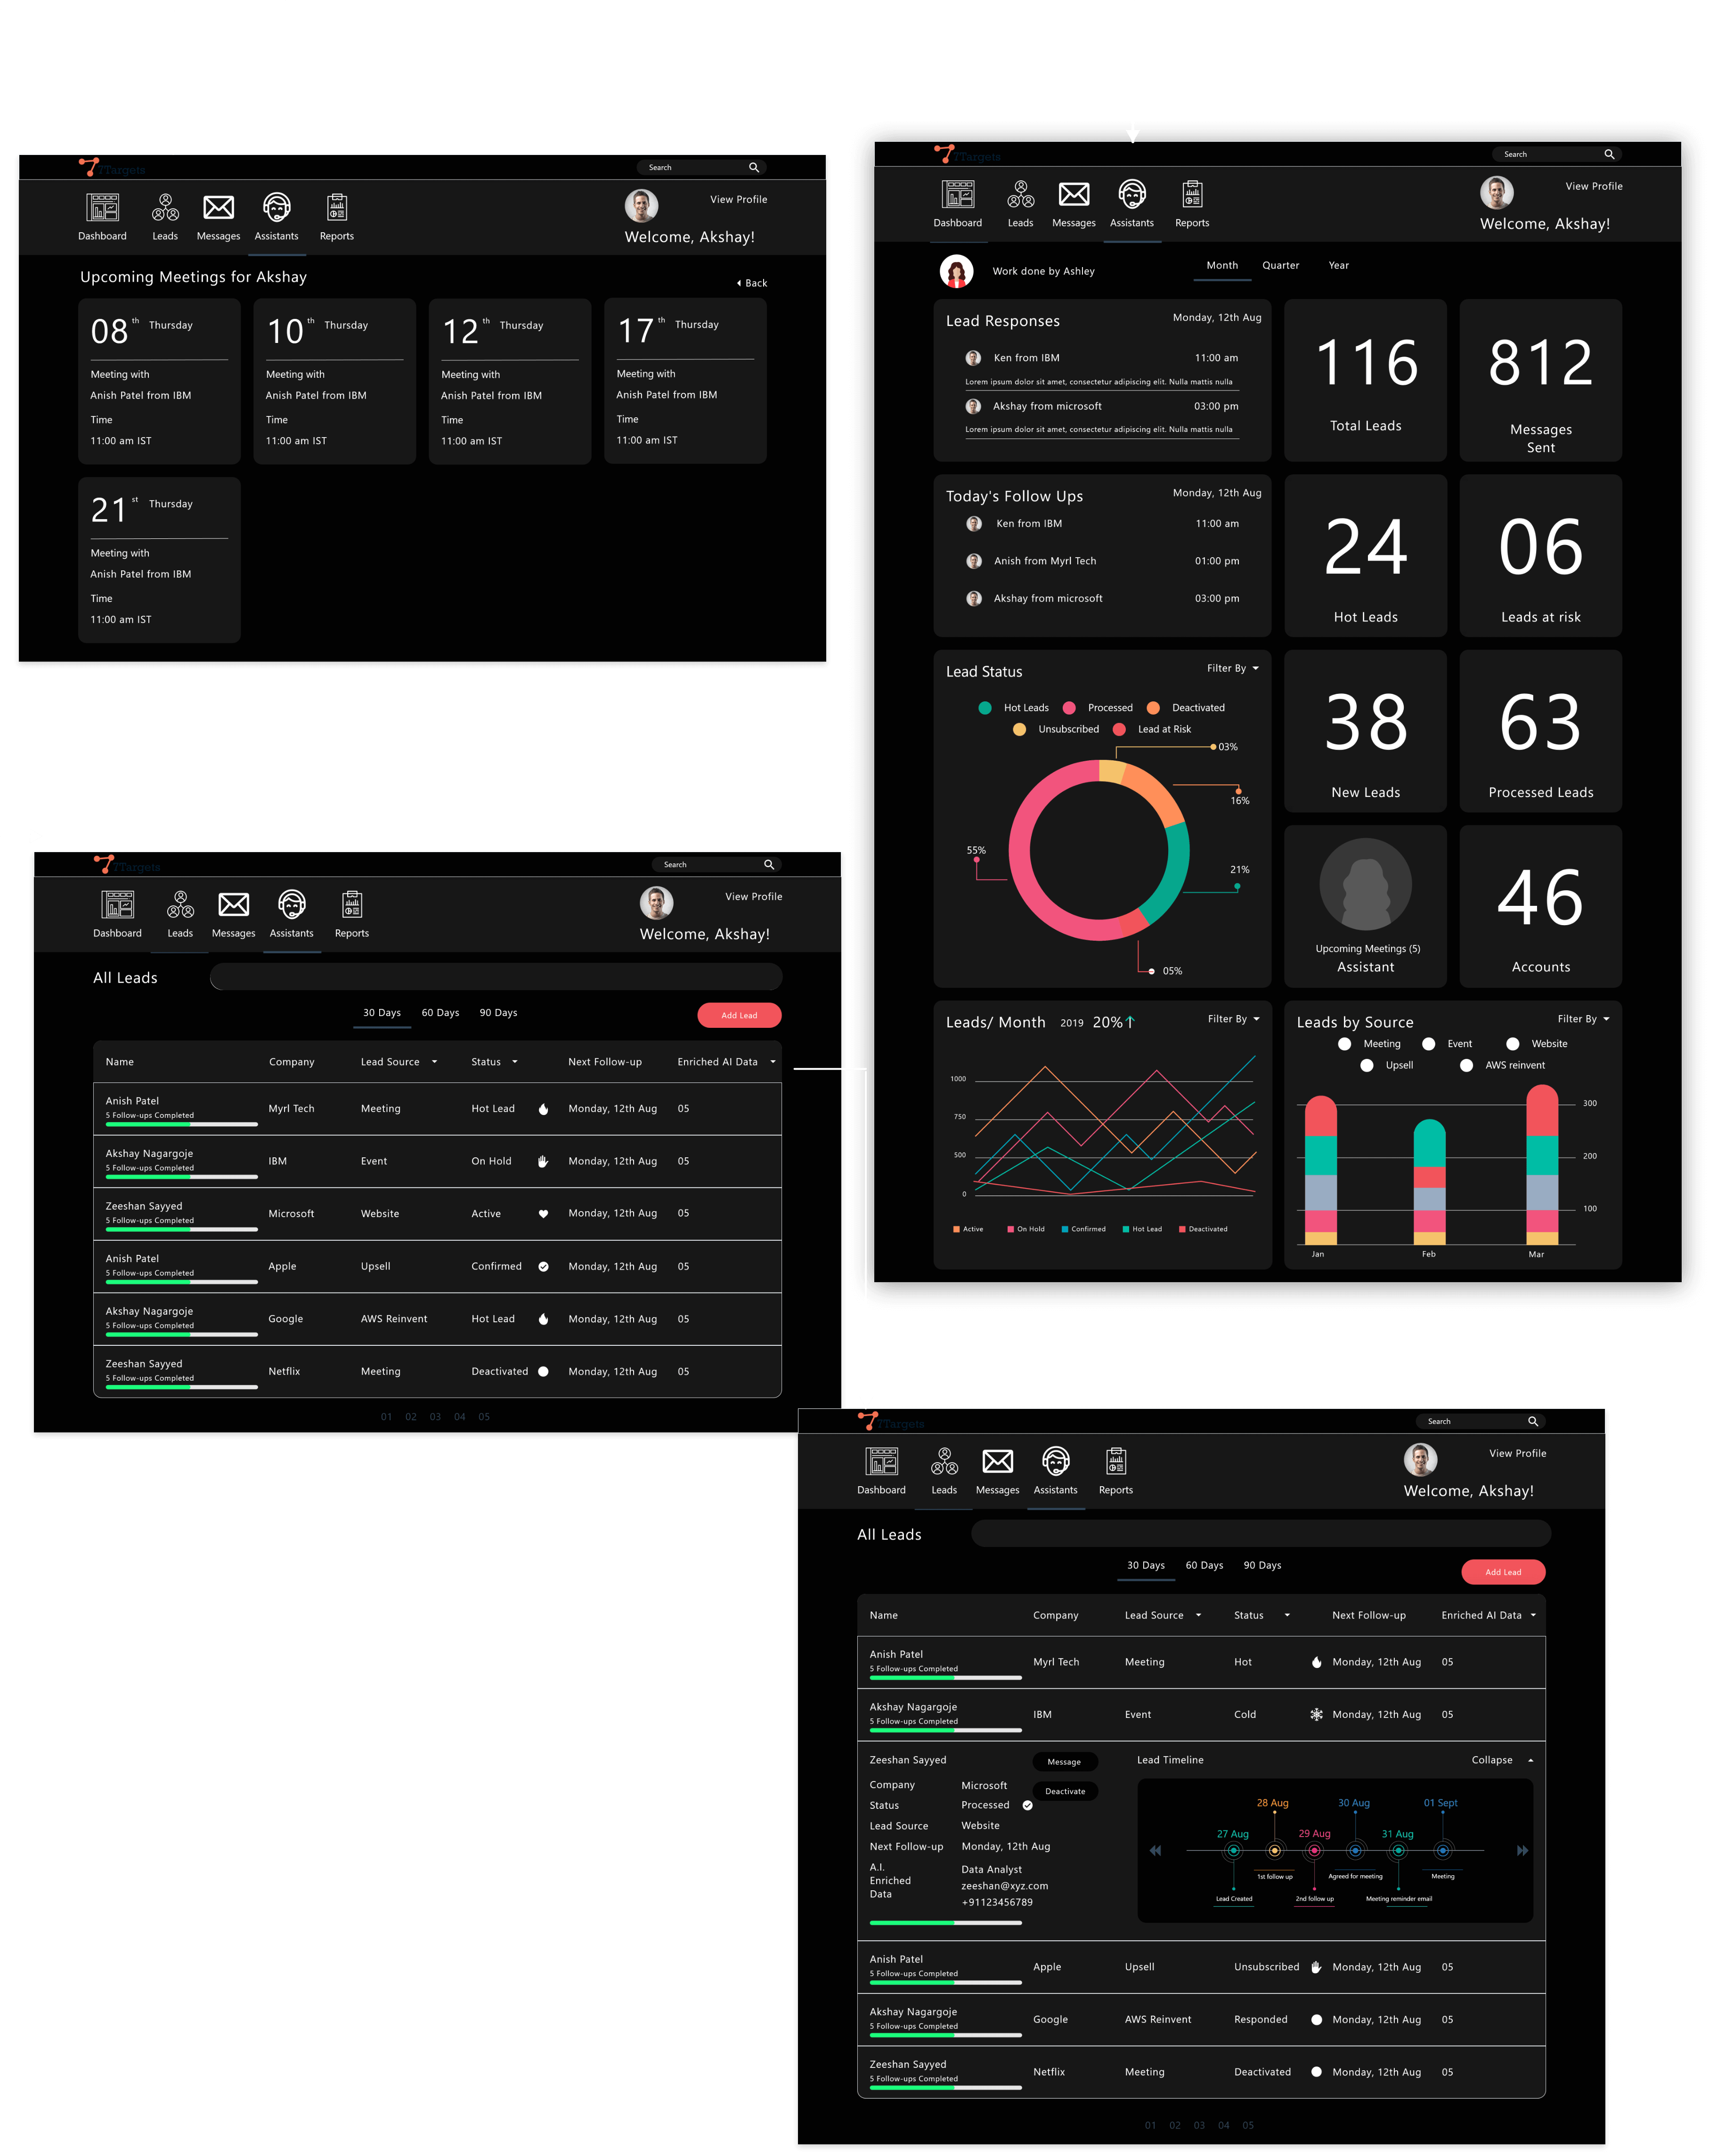 7Targets
Search
Dashboard Leads Messages Assistants Reports
View Profile
Welcome, Akshay!
Upcoming Meetings for Akshay
Back
08th Thursday
Meeting with
Anish Patel from IBM
Time
11:00 am IST
10th Thursday
Meeting with
Anish Patel from IBM
Time
11:00 am IST
12th Thursday
Meeting with
Anish Patel from IBM
Time
11:00 am IST
17th Thursday
Meeting with
Anish Patel from IBM
Time
11:00 am IST
21st Thursday
Meeting with
Anish Patel from IBM
Time
11:00 am IST
7Targets
Search
Dashboard Leads Messages Assistants Reports
View Profile
Welcome, Akshay!
Work done by Ashley
Month Quarter Year
Lead Responses Monday, 12th Aug
Ken from IBM 11:00 am
Lorem ipsum dolor sit amet, consectetur adipiscing elit. Nulla mattis nulla
Akshay from microsoft 03:00 pm
Lorem ipsum dolor sit amet, consectetur adipiscing elit. Nulla mattis nulla
116
Total Leads
812
Messages
Sent
Today's Follow Ups Monday, 12th Aug
Ken from IBM 11:00 am
Anish from Myrl Tech 01:00 pm
Akshay from microsoft 03:00 pm
24
Hot Leads
06
Leads at risk
Lead Status Filter By
Hot Leads Processed Deactivated
Unsubscribed Lead at Risk
03%
16%
55%
21%
05%
38
New Leads
63
Processed Leads
Upcoming Meetings (5)
Assistant
46
Accounts
Leads/ Month 2019 20% Filter By
1000
750
500
0
Active On Hold Confirmed Hot Lead Deactivated
Leads by Source Filter By
Meeting Event Website
Upsell AWS reinvent
300
200
100
Jan Feb Mar
7Targets
Search
Dashboard Leads Messages Assistants Reports
View Profile
Welcome, Akshay!
All Leads
30 Days 60 Days 90 Days
Add Lead
Name Company Lead Source Status Next Follow-up Enriched AI Data
Anish Patel
5 Follow-ups Completed
Myrl Tech Meeting Hot Lead Monday, 12th Aug 05
Akshay Nagargoje
5 Follow-ups Completed
IBM Event On Hold Monday, 12th Aug 05
Zeeshan Sayyed
5 Follow-ups Completed
Microsoft Website Active Monday, 12th Aug 05
Anish Patel
5 Follow-ups Completed
Apple Upsell Confirmed Monday, 12th Aug 05
Akshay Nagargoje
5 Follow-ups Completed
Google AWS Reinvent Hot Lead Monday, 12th Aug 05
Zeeshan Sayyed
5 Follow-ups Completed
Netflix Meeting Deactivated Monday, 12th Aug 05
01 02 03 04 05
7Targets
Search
Dashboard Leads Messages Assistants Reports
View Profile
Welcome, Akshay!
All Leads
30 Days 60 Days 90 Days
Add Lead
Name Company Lead Source Status Next Follow-up Enriched AI Data
Anish Patel
5 Follow-ups Completed
Myrl Tech Meeting Hot Monday, 12th Aug 05
Akshay Nagargoje
5 Follow-ups Completed
IBM Event Cold Monday, 12th Aug 05
Zeeshan Sayyed
Message
Deactivate
Company Microsoft
Status Processed
Lead Source Website
Next Follow-up Monday, 12th Aug
A.I.
Enriched
Data
Data Analyst
zeeshan@xyz.com
+91123456789
Lead Timeline Collapse
28 Aug 30 Aug 01 Sept
27 Aug 29 Aug 31 Aug
1st follow up Agreed for meeting Meeting
Lead Created 2nd follow up Meeting reminder email
Anish Patel
5 Follow-ups Completed
Apple Upsell Unsubscribed Monday, 12th Aug 05
Akshay Nagargoje
5 Follow-ups Completed
Google AWS Reinvent Responded Monday, 12th Aug 05
Zeeshan Sayyed
5 Follow-ups Completed
Netflix Meeting Deactivated Monday, 12th Aug 05
01 02 03 04 05